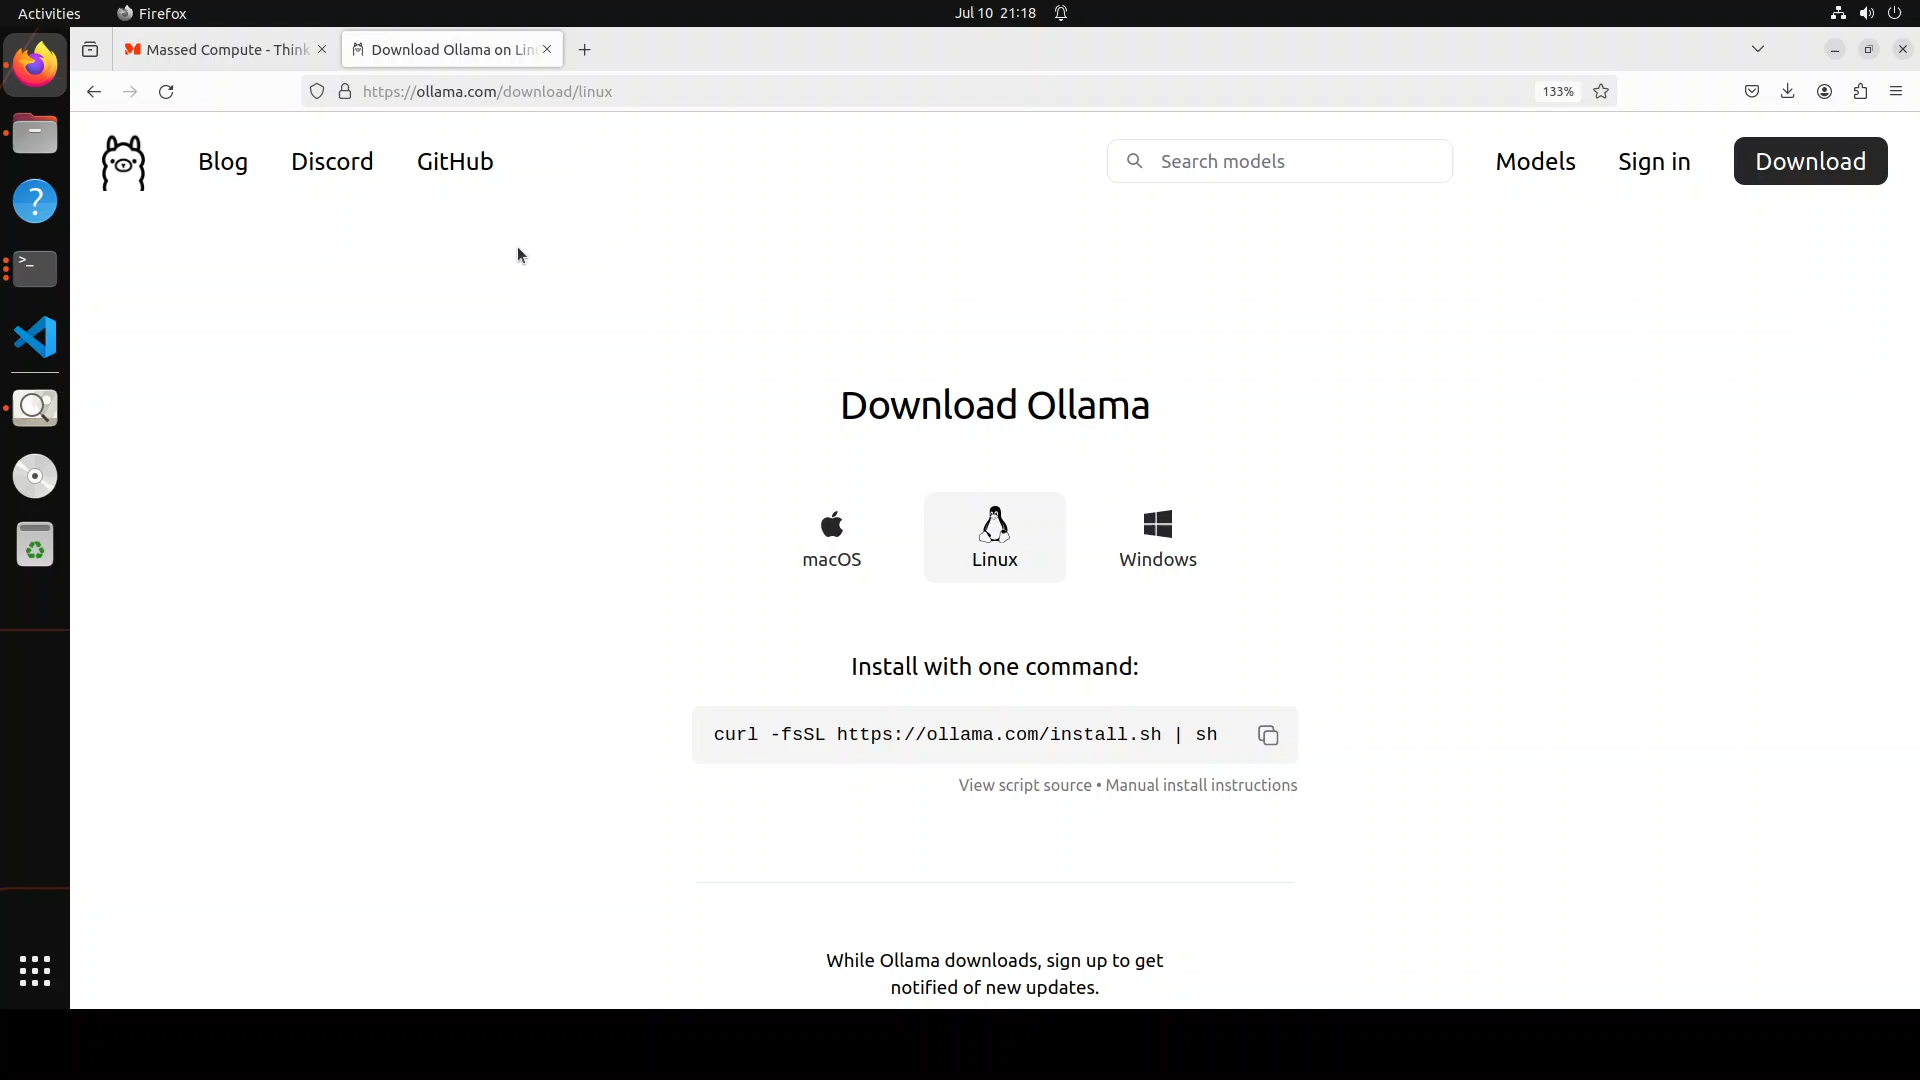 Activities
Firefox
Jul 10 21:18
Massed Compute - Think
Download Ollama on Lin
https://ollama.com/download/linux
133%
Blog
Discord
GitHub
Search models
Models
Sign in
Download
Download Ollama
macOS
Linux
Windows
Install with one command:
curl -fsSL https://ollama.com/install.sh | sh
View script source • Manual install instructions
While Ollama downloads, sign up to get
notified of new updates.